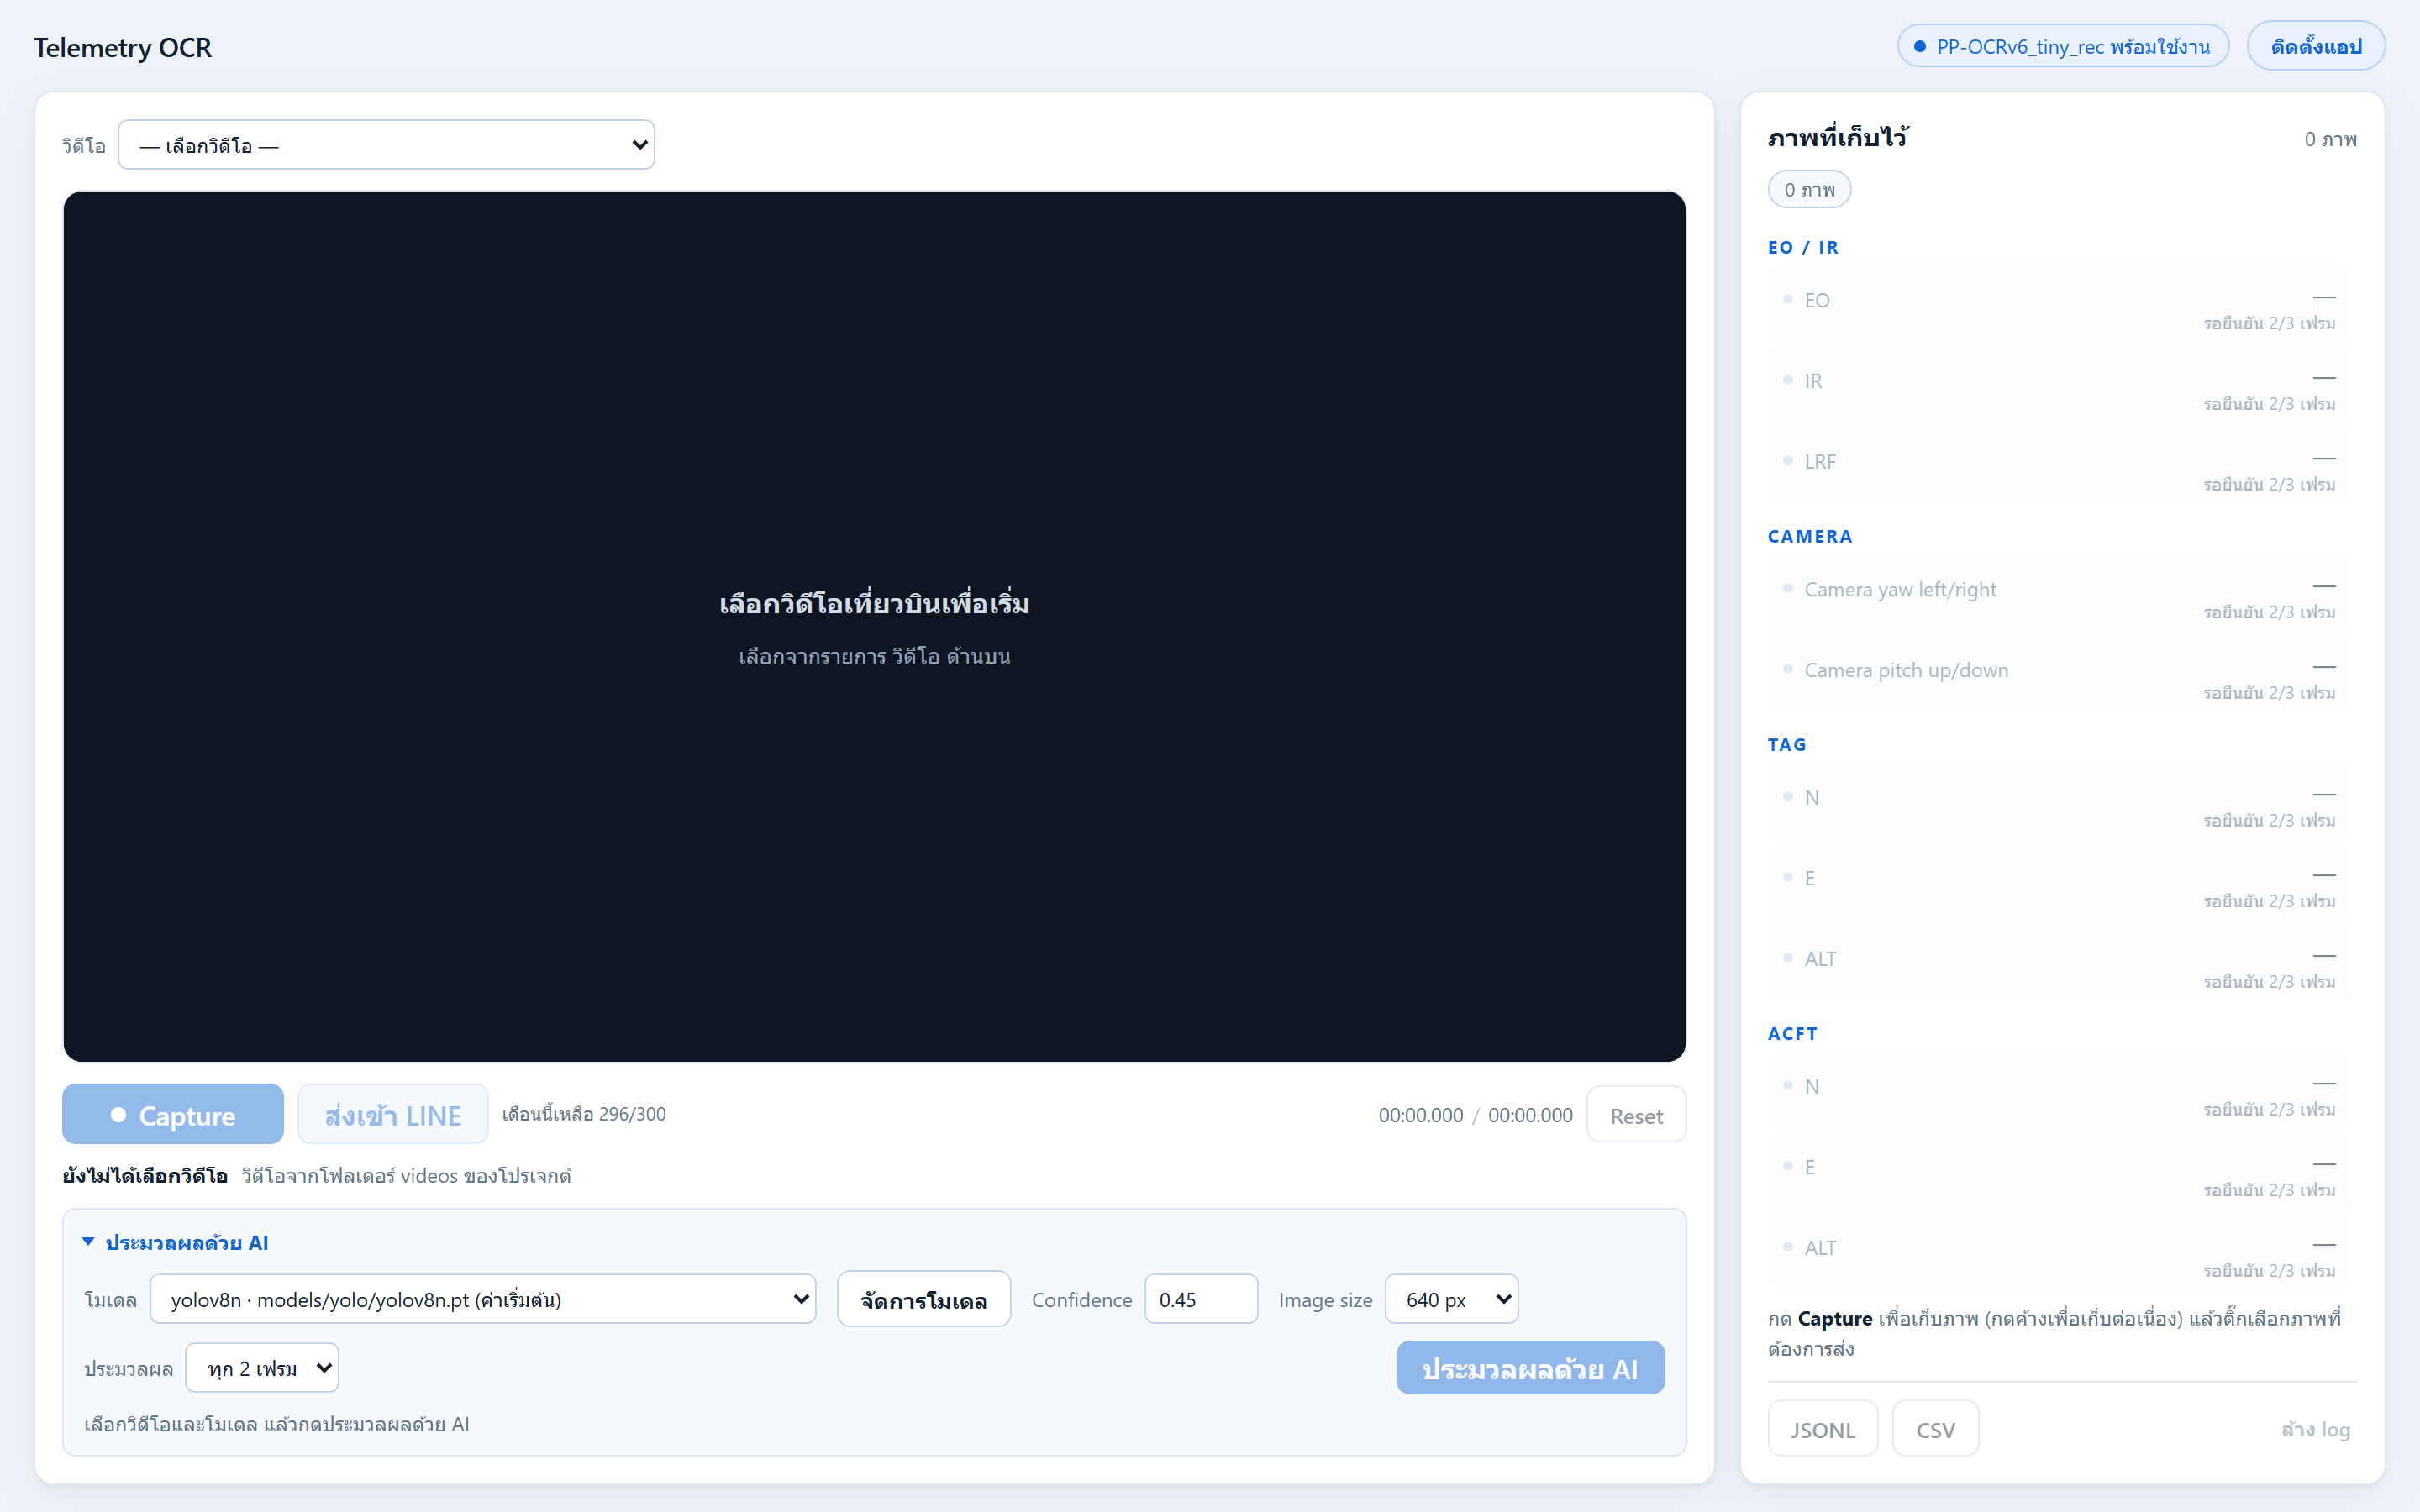 Telemetry OCR
PP-OCRv6_tiny_rec พร้อมใช้งาน
ติดตั้งแอป
วิดีโอ
— เลือกวิดีโอ —
เลือกวิดีโอเที่ยวบินเพื่อเริ่ม
เลือกจากรายการ วิดีโอ ด้านบน
Capture
ส่งเข้า LINE
เดือนนี้เหลือ 296/300
00:00.000 / 00:00.000
Reset
ยังไม่ได้เลือกวิดีโอ วิดีโอจากโฟลเดอร์ videos ของโปรเจกต์
ประมวลผลด้วย AI
โมเดล
yolov8n · models/yolo/yolov8n.pt (ค่าเริ่มต้น)
จัดการโมเดล
Confidence
0.45
Image size
640 px
ประมวลผล
ทุก 2 เฟรม
ประมวลผลด้วย AI
เลือกวิดีโอและโมเดล แล้วกดประมวลผลด้วย AI
ภาพที่เก็บไว้
0 ภาพ
0 ภาพ
EO / IR
EO —
รอยืนยัน 2/3 เฟรม
IR —
รอยืนยัน 2/3 เฟรม
LRF —
รอยืนยัน 2/3 เฟรม
CAMERA
Camera yaw left/right —
รอยืนยัน 2/3 เฟรม
Camera pitch up/down —
รอยืนยัน 2/3 เฟรม
TAG
N —
รอยืนยัน 2/3 เฟรม
E —
รอยืนยัน 2/3 เฟรม
ALT —
รอยืนยัน 2/3 เฟรม
ACFT
N —
รอยืนยัน 2/3 เฟรม
E —
รอยืนยัน 2/3 เฟรม
ALT —
รอยืนยัน 2/3 เฟรม
กด Capture เพื่อเก็บภาพ (กดค้างเพื่อเก็บต่อเนื่อง) แล้วติ๊กเลือกภาพที่
ต้องการส่ง
JSONL
CSV
ล้าง log